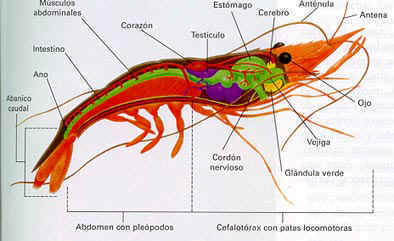 Músculos
abdominales
Estómago
Anténula
Corazón
Cerebro
Antena
Testículo
Intestino
Ano
Ojo
Abanico
caudal
Vejiga
Cordón
nervioso
Glándula verde
Abdomen con pleópodos
Cefalotórax con patas locomotoras